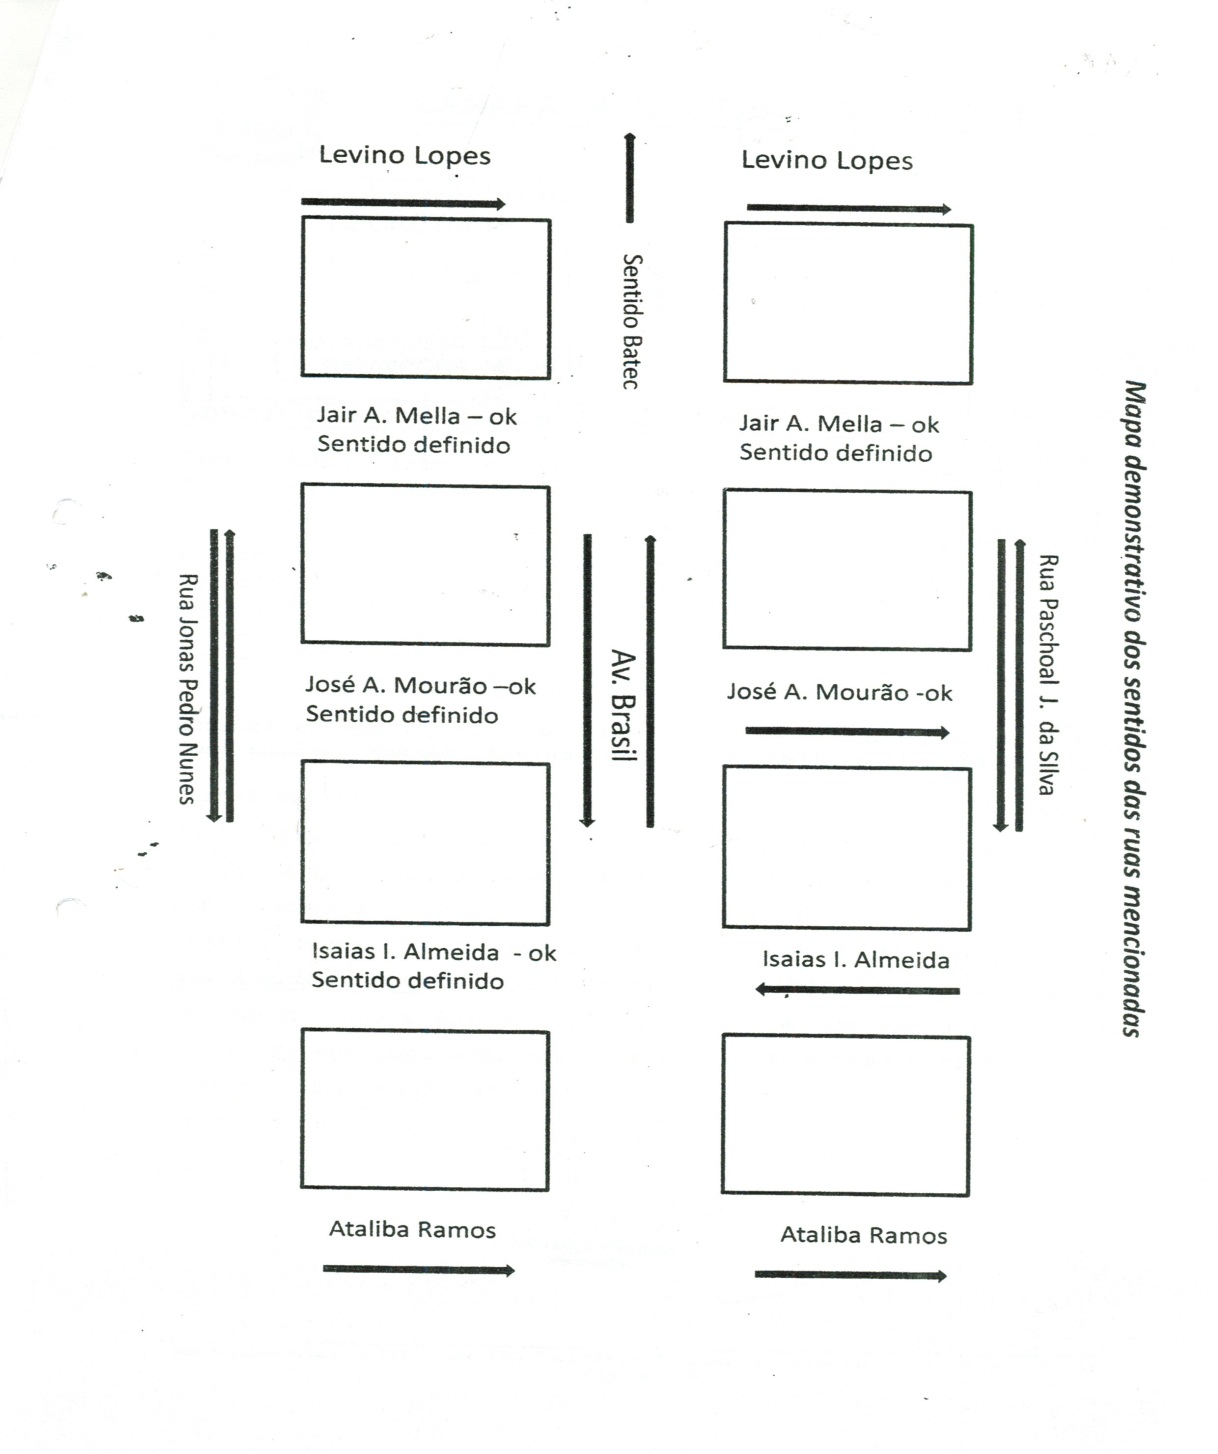 Mapa demonstrativo dos sentidos das ruas mencionadas
Levino Lopes
Levino Lopes
Sentido Batec
Jair A. Mella – ok
Sentido definido
Jair A. Mella – ok
Sentido definido
Rua Jonas Pedro Nunes
Av. Brasil
Rua Paschoal J. da SIlva
José A. Mourão –ok
Sentido definido
José A. Mourão -ok
Isaias I. Almeida - ok
Sentido definido
Isaias I. Almeida
Ataliba Ramos
Ataliba Ramos